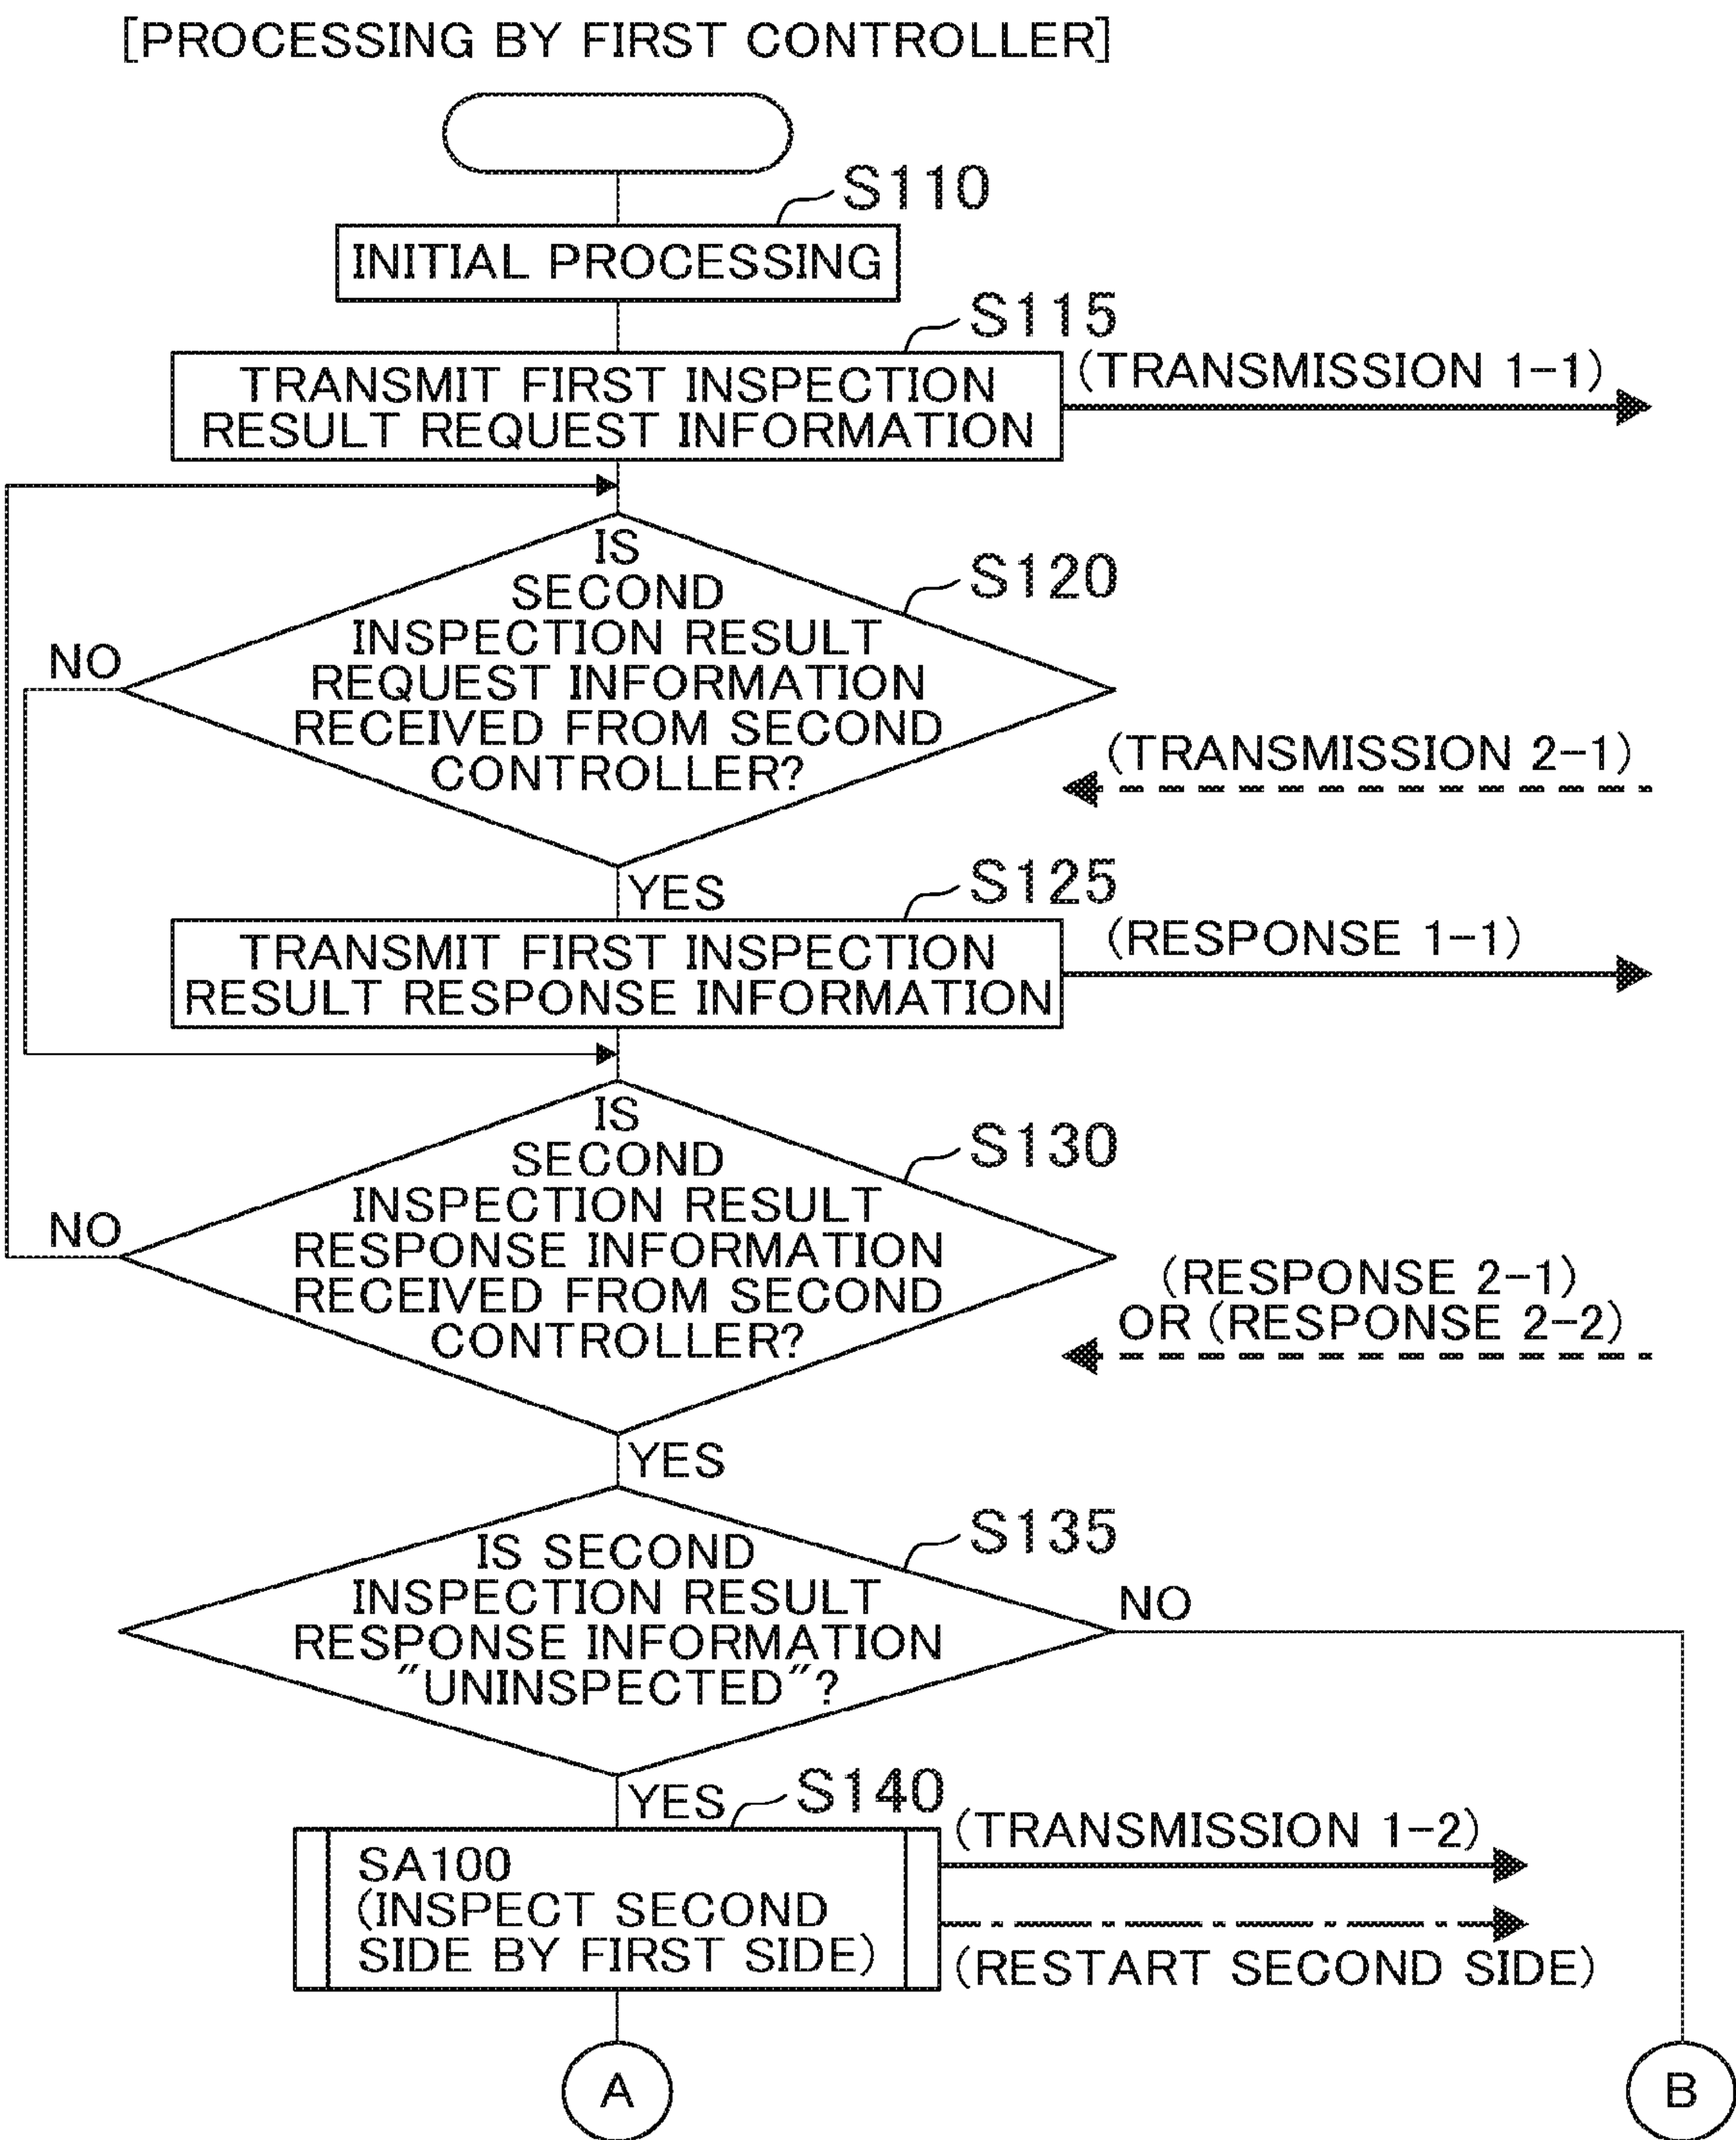 [PROCESSING BY FIRST CONTROLLER]
S110
INITIAL PROCESSING
S115
TRANSMIT FIRST INSPECTION
RESULT REQUEST INFORMATION
(TRANSMISSION 1-1)
IS
SECOND
INSPECTION RESULT
REQUEST INFORMATION
RECEIVED FROM SECOND
CONTROLLER?
S120
NO
(TRANSMISSION 2-1)
YES
S125
TRANSMIT FIRST INSPECTION
RESULT RESPONSE INFORMATION
(RESPONSE 1-1)
IS
SECOND
INSPECTION RESULT
RESPONSE INFORMATION
RECEIVED FROM SECOND
CONTROLLER?
S130
NO
(RESPONSE 2-1)
OR (RESPONSE 2-2)
YES
IS SECOND
INSPECTION RESULT
RESPONSE INFORMATION
"UNINSPECTED"?
S135
NO
YES
S140
SA100
(INSPECT SECOND
SIDE BY FIRST SIDE)
(TRANSMISSION 1-2)
(RESTART SECOND SIDE)
A
B